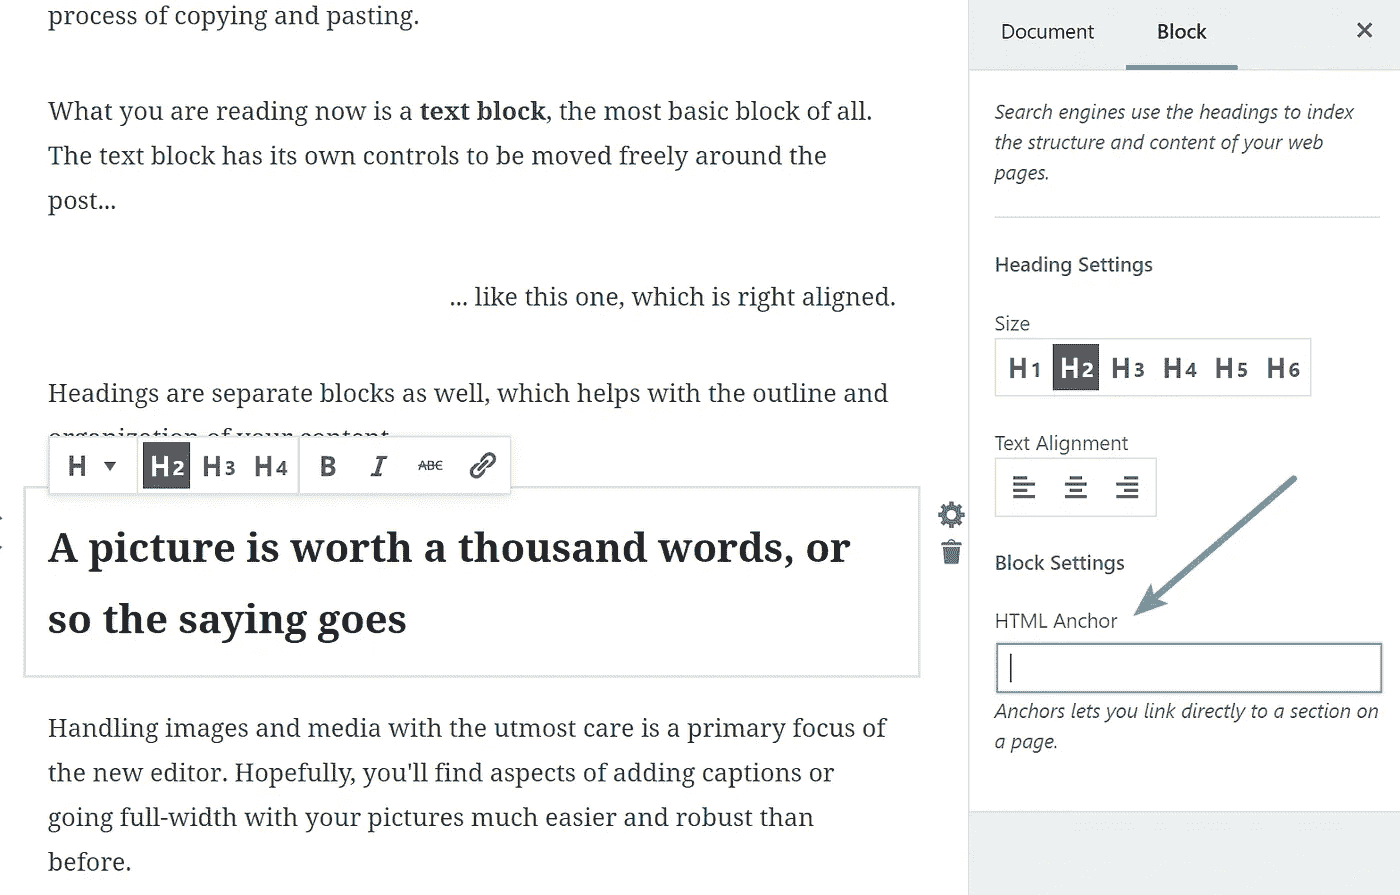 process of copying and pasting.
What you are reading now is a text block, the most basic block of all.
The text block has its own controls to be moved freely around the
post...
... like this one, which is right aligned.
Headings are separate blocks as well, which helps with the outline and
organization of your content
H H2 H3 H4 B I ABC
A picture is worth a thousand words, or
so the saying goes
Handling images and media with the utmost care is a primary focus of
the new editor. Hopefully, you'll find aspects of adding captions or
going full-width with your pictures much easier and robust than
before.
Document Block
Search engines use the headings to index
the structure and content of your web
pages.
Heading Settings
Size
H1 H2 H3 H4 H5 H6
Text Alignment
Block Settings
HTML Anchor
Anchors lets you link directly to a section on
a page.